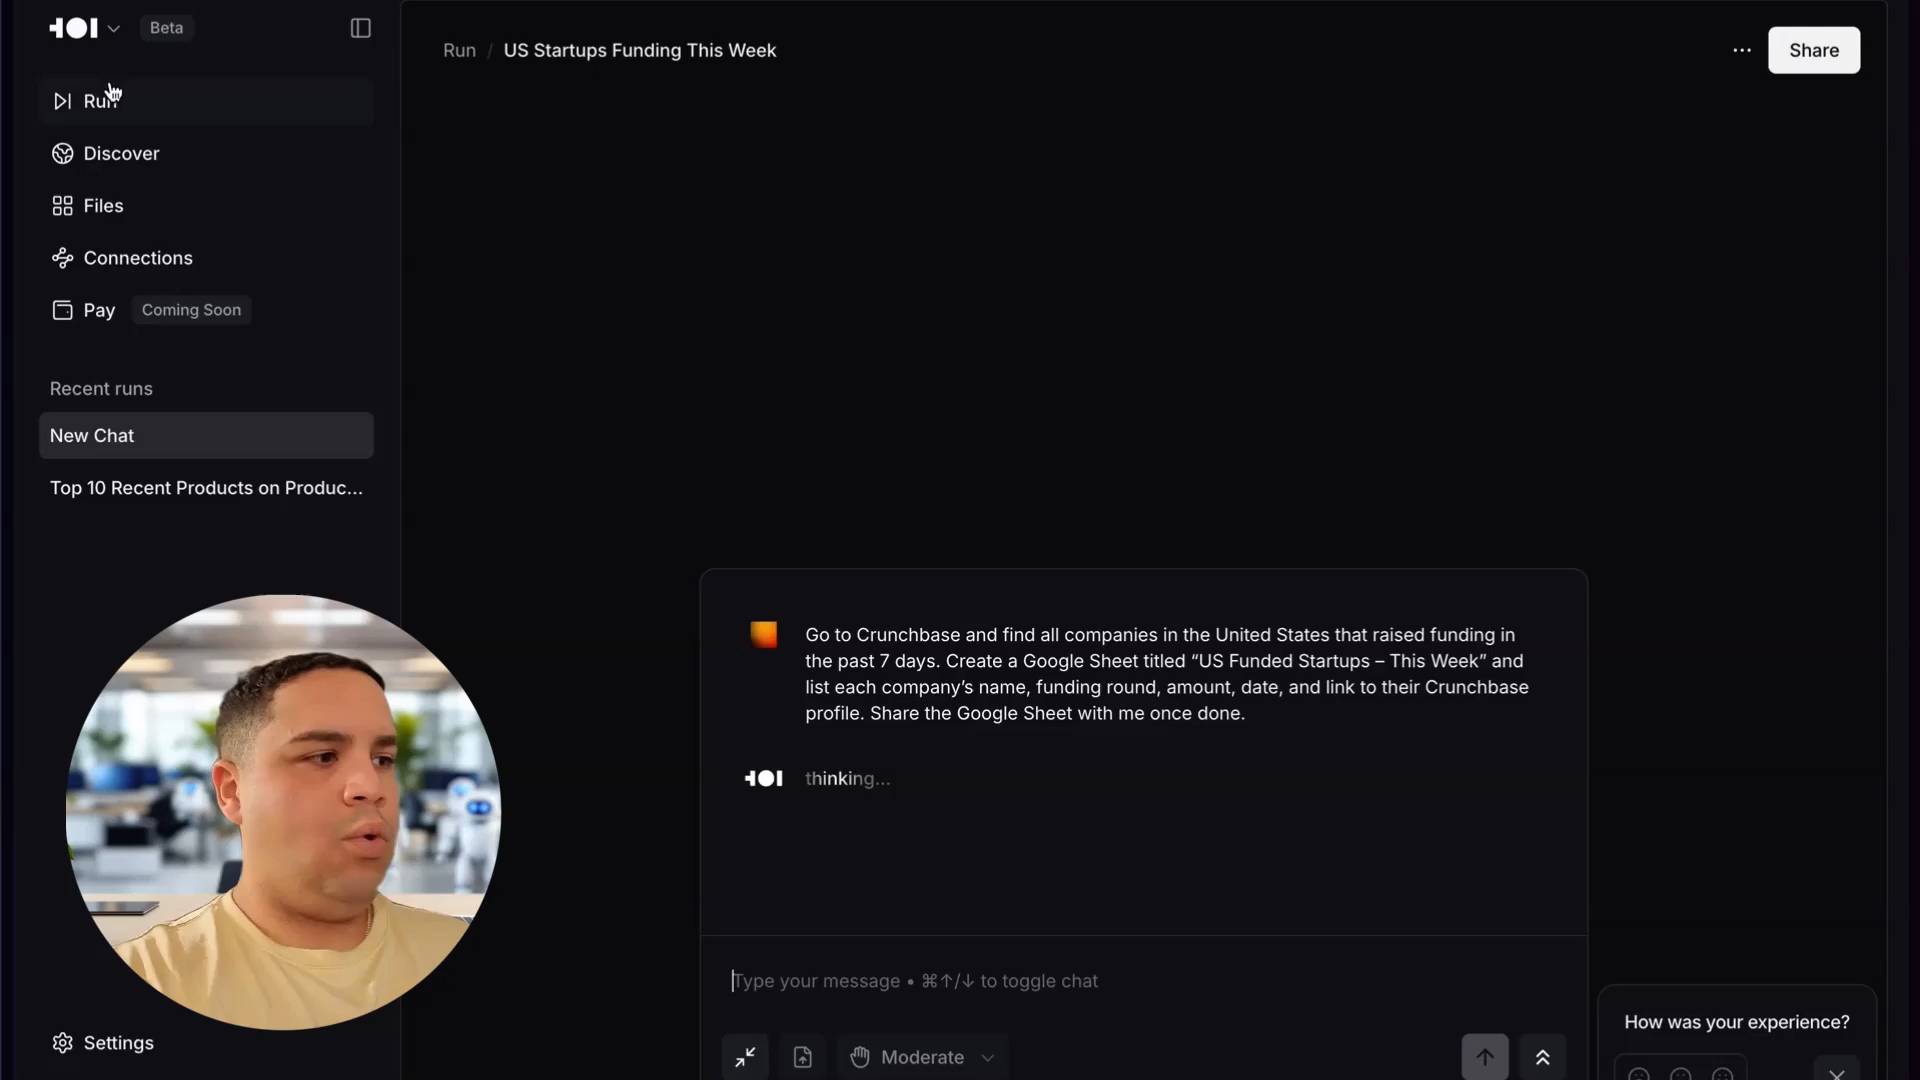 Beta
Run / US Startups Funding This Week
Share
Run
Discover
Files
Connections
Pay Coming Soon
Recent runs
New Chat
Top 10 Recent Products on Produc...
Go to Crunchbase and find all companies in the United States that raised funding in
the past 7 days. Create a Google Sheet titled “US Funded Startups – This Week” and
list each company’s name, funding round, amount, date, and link to their Crunchbase
profile. Share the Google Sheet with me once done.
thinking...
Type your message • ⌘↑/↓ to toggle chat
Moderate
How was your experience?
Settings